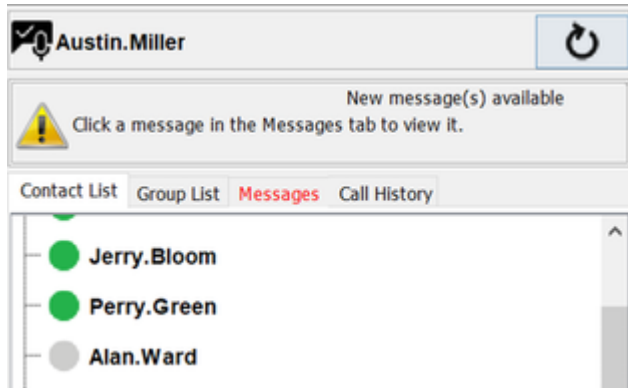 Austin.Miller
New message(s) available
Click a message in the Messages tab to view it.
Contact List Group List Messages Call History
Jerry.Bloom
Perry.Green
Alan.Ward